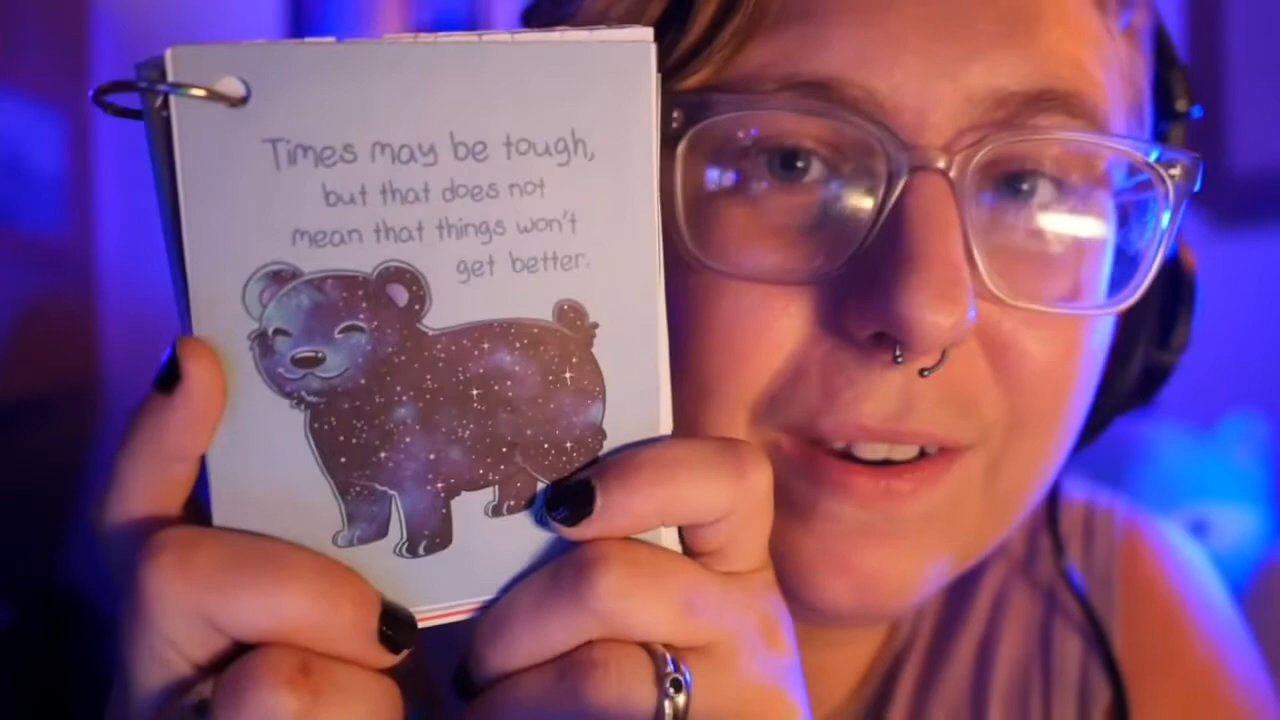 Times may be tough,
but that does not
mean that things won't
get better.